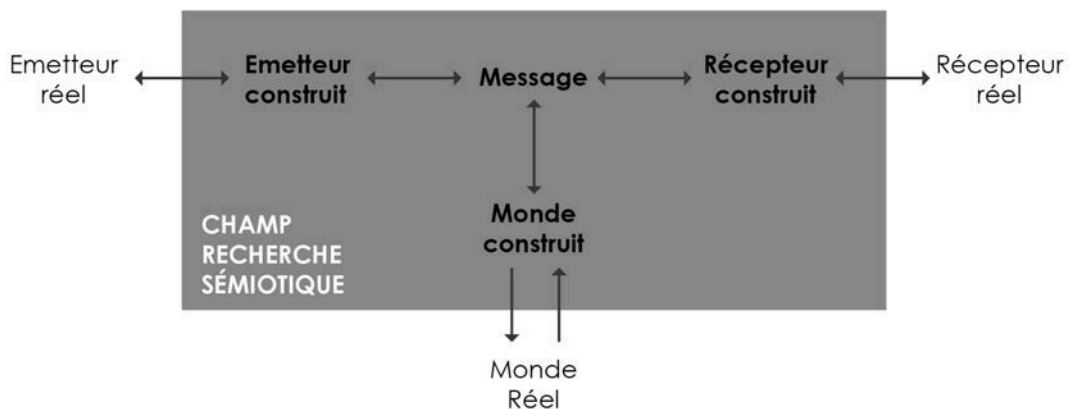 Emetteur
réel
Emetteur
construit
Message
Récepteur
construit
Récepteur
réel
Monde
construit
CHAMP
RECHERCHE
SÉMIOTIQUE
Monde
Réel